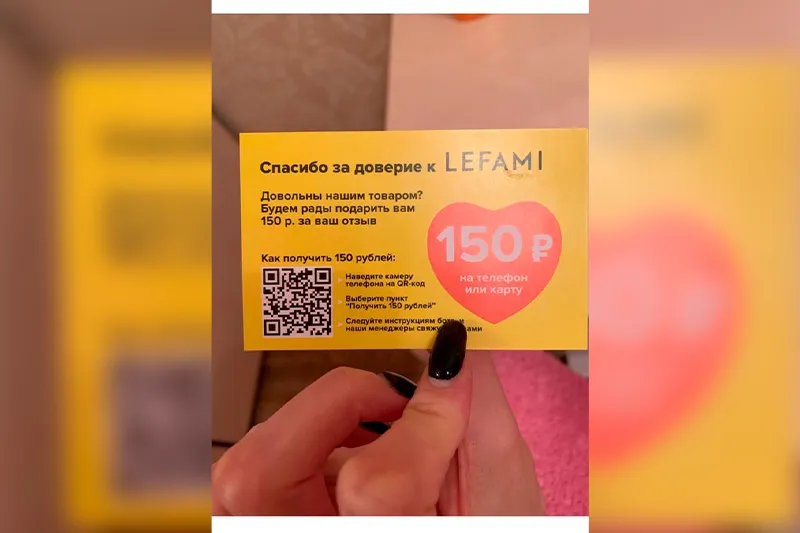 Спасибо за доверие к LEFAMI
Довольны нашим товаром?
Будем рады подарить вам
150 р. за ваш отзыв
150 ₽
на телефон
или карту
Как получить 150 рублей:
Наведите камеру
телефона на QR-код
Выберите пункт
"Получить 150 рублей"
Следуйте инструкциям
наши менеджеры